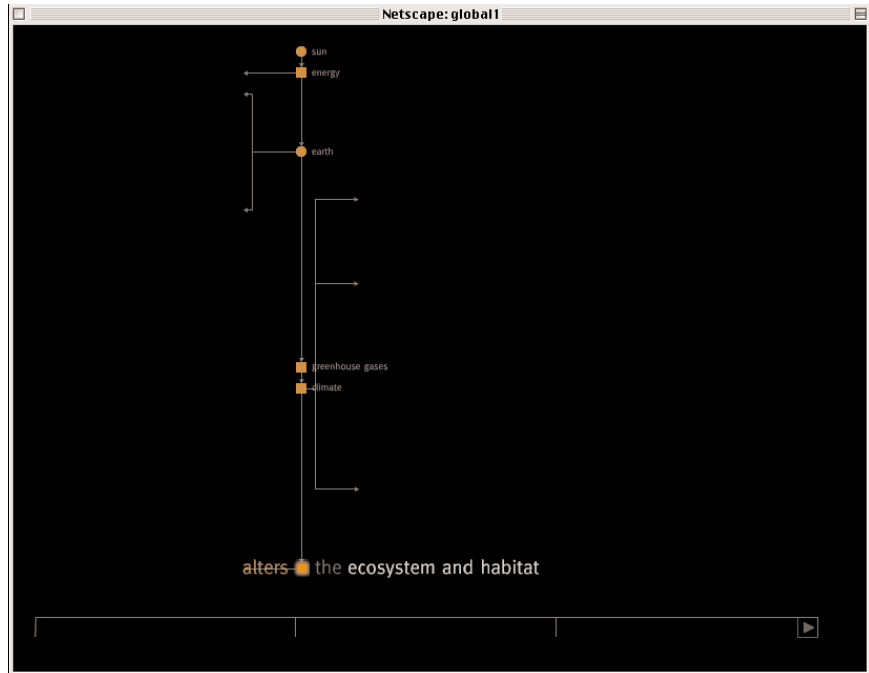 Netscape: global1
sun
energy
earth
greenhouse gases
climate
alters the ecosystem and habitat